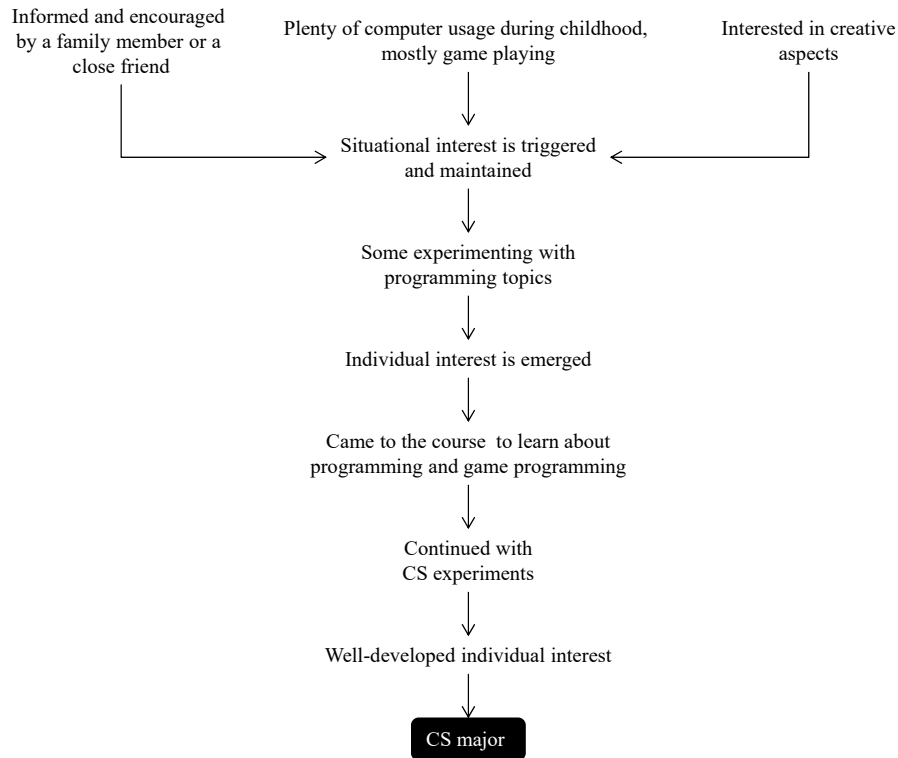 Informed and encouraged
by a family member or a
close friend
Plenty of computer usage during childhood,
mostly game playing
Interested in creative
aspects
Situational interest is triggered
and maintained
Some experimenting with
programming topics
Individual interest is emerged
Came to the course to learn about
programming and game programming
Continued with
CS experiments
Well-developed individual interest
CS major